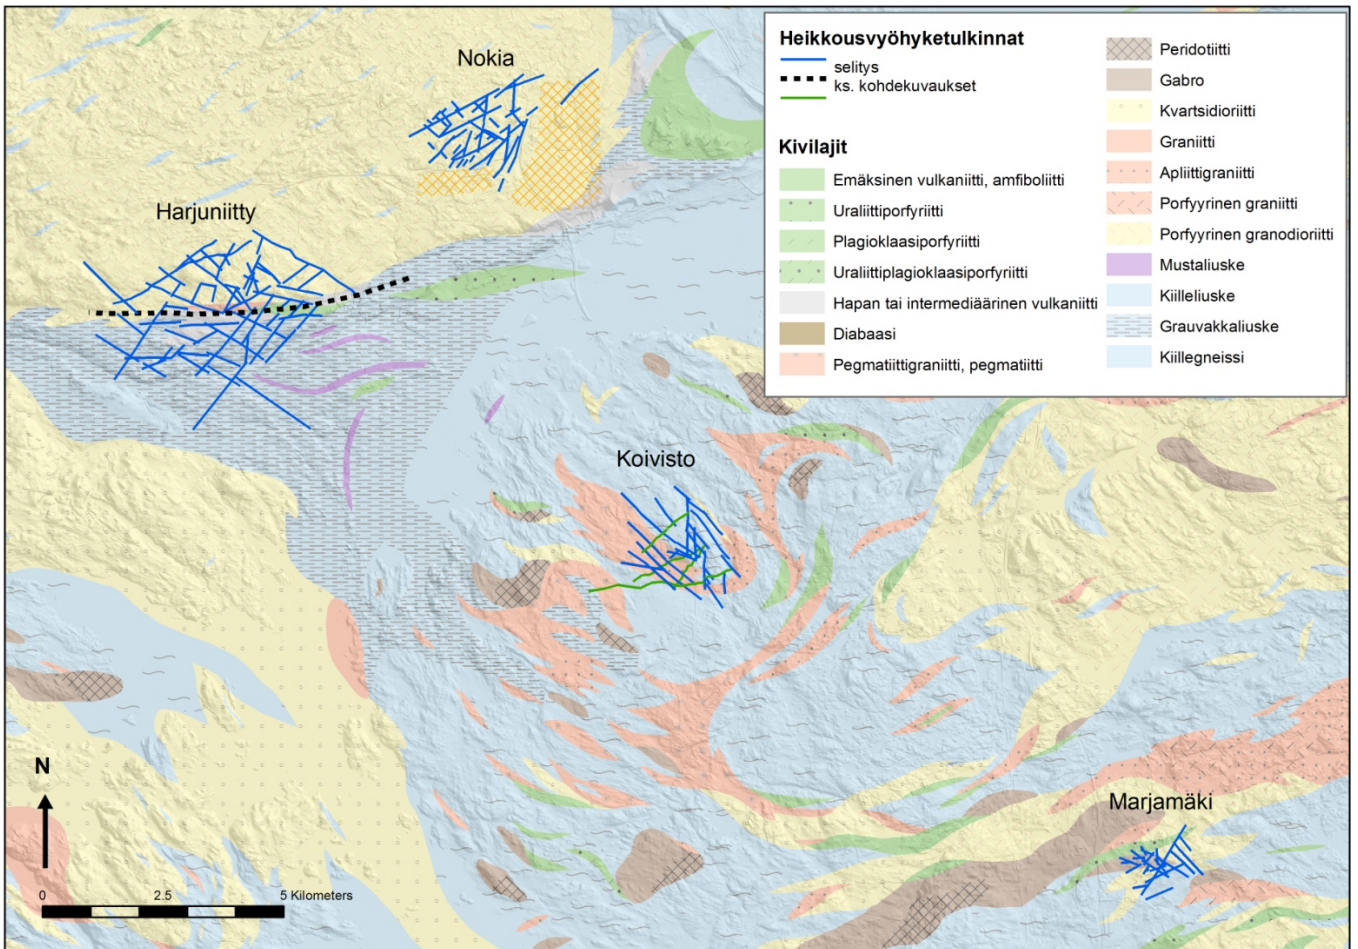 Nokia
Harjuniitty
Koivisto
Marjamäki
Heikkousvyöhyketulkinnat
selitys
ks. kohdekuvaukset
Kivilajit
Emäksinen vulkaniitti, amfiboliitti
Uraliittiporfyriitti
Plagioklaasiporfyriitti
Uraliittiplagioklaasiporfyriitti
Hapan tai intermediäärinen vulkaniitti
Diabaasi
Pegmatiittigraniitti, pegmatiitti
Peridotiitti
Gabro
Kvartsidioriitti
Graniitti
Apliittigraniitti
Porfyyrinen graniitti
Porfyyrinen granodioriitti
Mustaliuske
Kiilleliuske
Grauvakkaliuske
Kiillegneissi
N
0 2.5 5 Kilometers